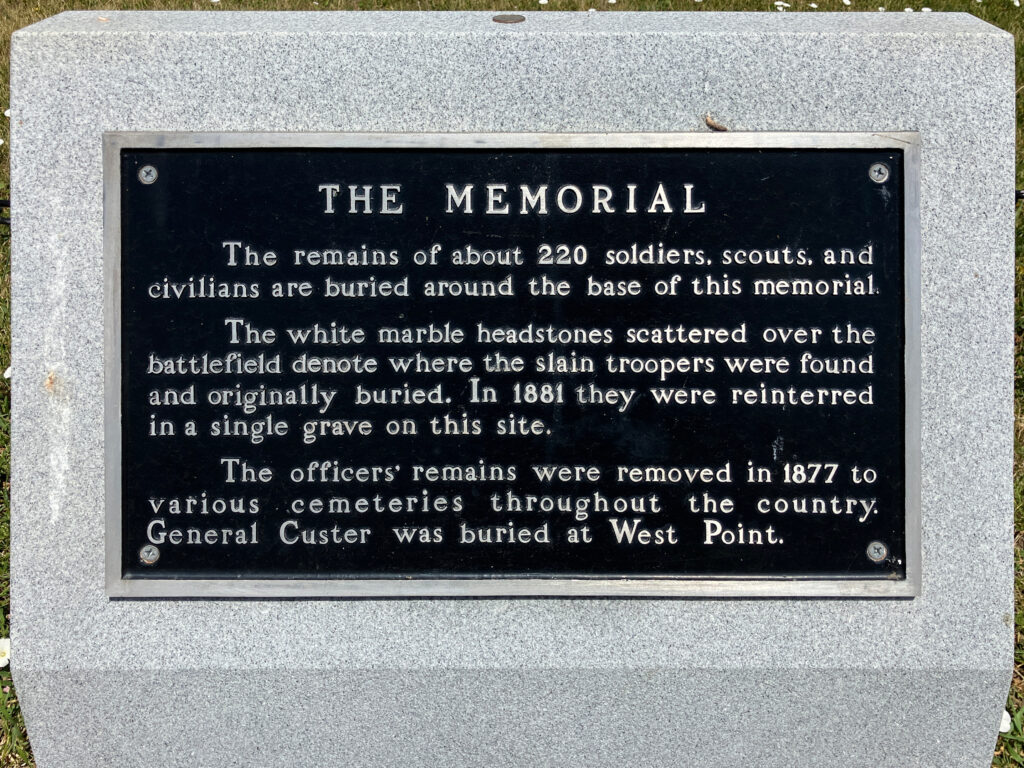 THE MEMORIAL
The remains of about 220 soldiers, scouts, and
civilians are buried around the base of this memorial.
The white marble headstones scattered over the
battlefield denote where the slain troopers were found
and originally buried. In 1881 they were reinterred
in a single grave on this site.
The officers' remains were removed in 1877 to
various cemeteries throughout the country.
General Custer was buried at West Point.